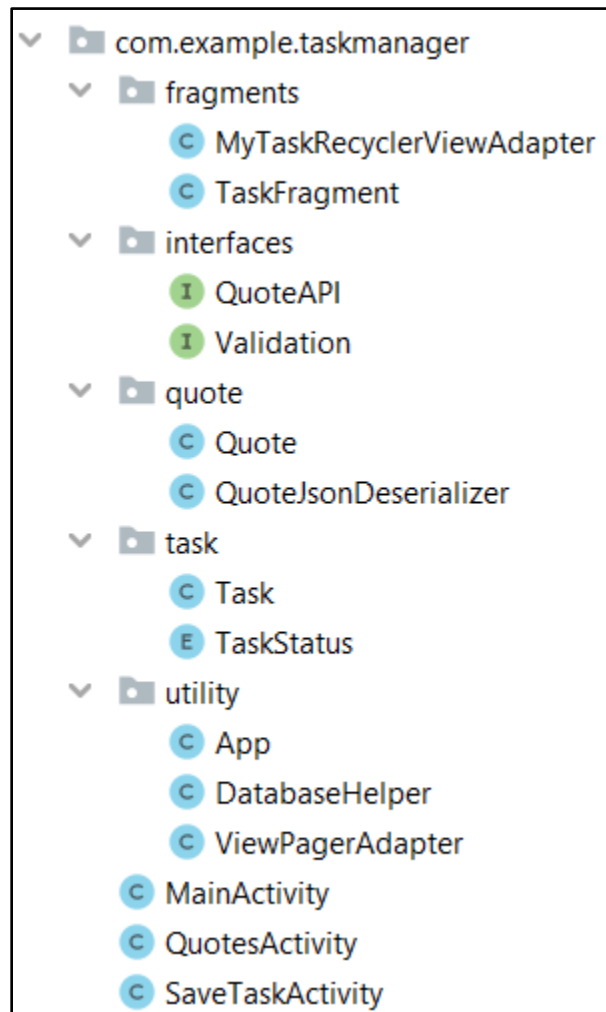 com.example.taskmanager
fragments
C MyTaskRecyclerViewAdapter
C TaskFragment
interfaces
I QuoteAPI
I Validation
quote
C Quote
C QuoteJsonDeserializer
task
C Task
E TaskStatus
utility
C App
C DatabaseHelper
C ViewPagerAdapter
C MainActivity
C QuotesActivity
C SaveTaskActivity